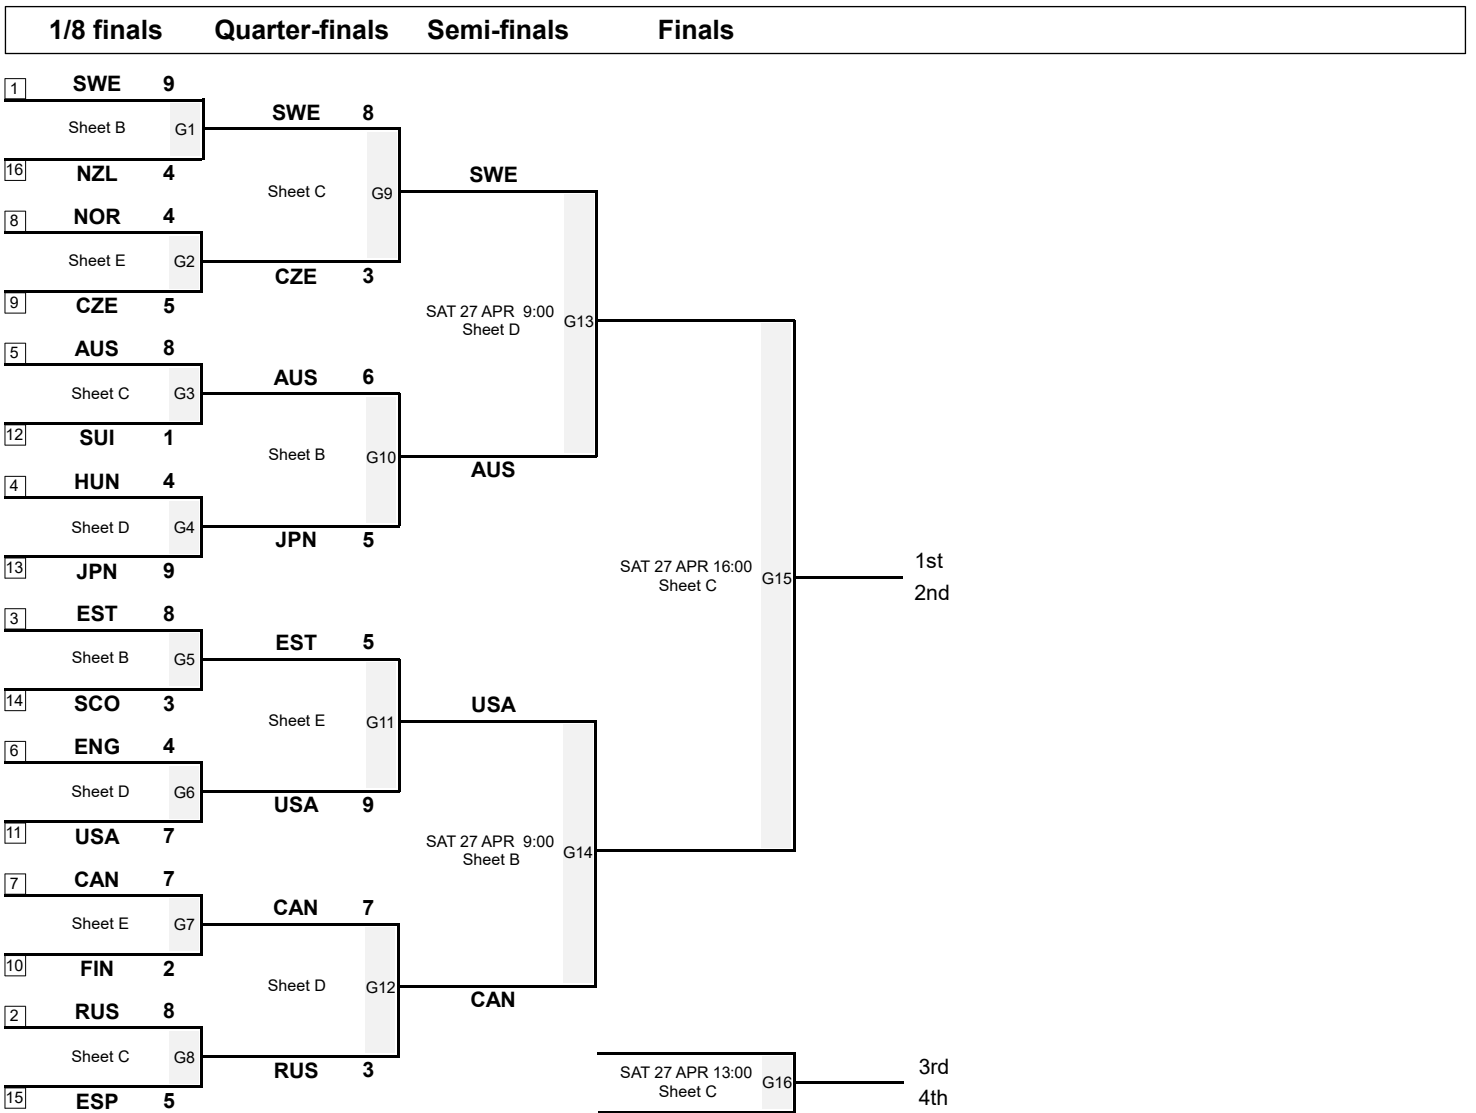 1/8 finals Quarter-finals Semi-finals Finals
1 SWE 9
Sheet B G1
16 NZL 4
SWE 8
Sheet C G9
CZE 3
8 NOR 4
Sheet E G2
9 CZE 5
SWE
SAT 27 APR 9:00
Sheet D G13
AUS
5 AUS 8
Sheet C G3
12 SUI 1
AUS 6
Sheet B G10
JPN 5
4 HUN 4
Sheet D G4
13 JPN 9
SAT 27 APR 16:00
Sheet C G15
1st
2nd
3 EST 8
Sheet B G5
14 SCO 3
EST 5
Sheet E G11
USA 9
6 ENG 4
Sheet D G6
11 USA 7
USA
SAT 27 APR 9:00
Sheet B G14
CAN
7 CAN 7
Sheet E G7
10 FIN 2
CAN 7
Sheet D G12
RUS 3
2 RUS 8
Sheet C G8
15 ESP 5
SAT 27 APR 13:00
Sheet C G16
3rd
4th